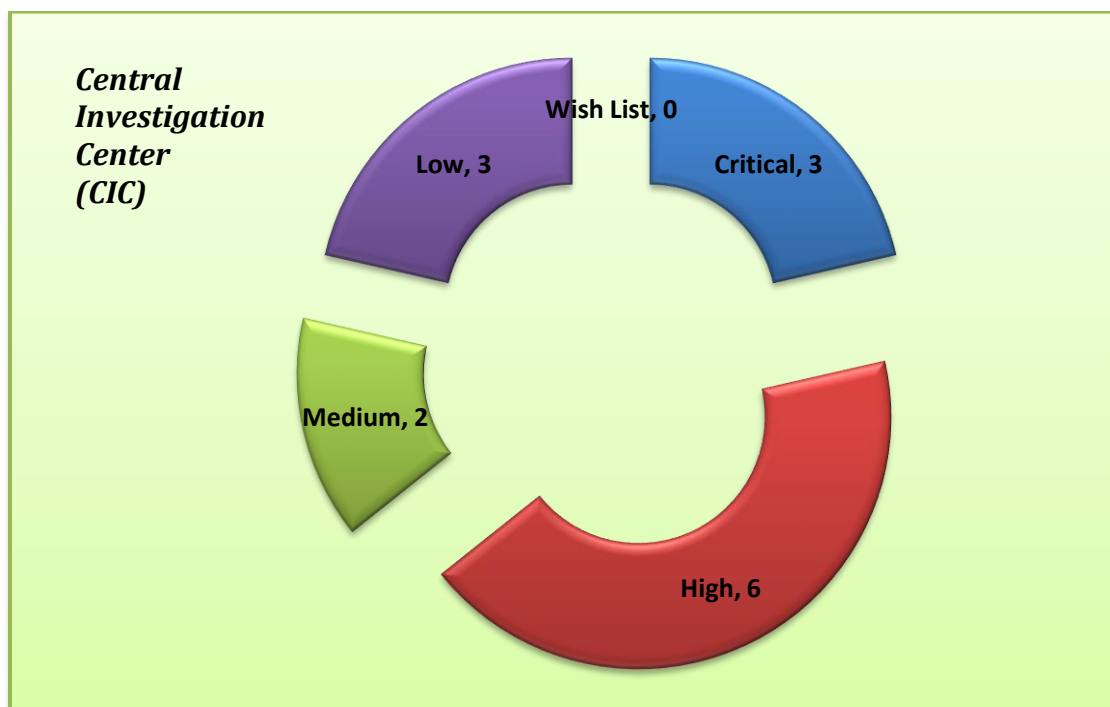 Central
Investigation
Center
(CIC)
Wish List, 0
Low, 3
Critical, 3
Medium, 2
High, 6